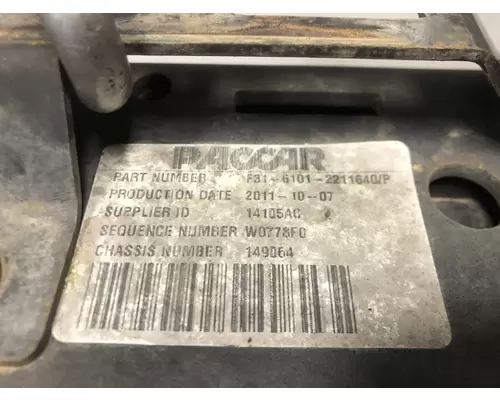 PACCAR
PART NUMBER F31-6101-2211640/P
PRODUCTION DATE 2011-10-07
SUPPLIER ID 14105AC
SEQUENCE NUMBER W0778F0
CHASSIS NUMBER 149064